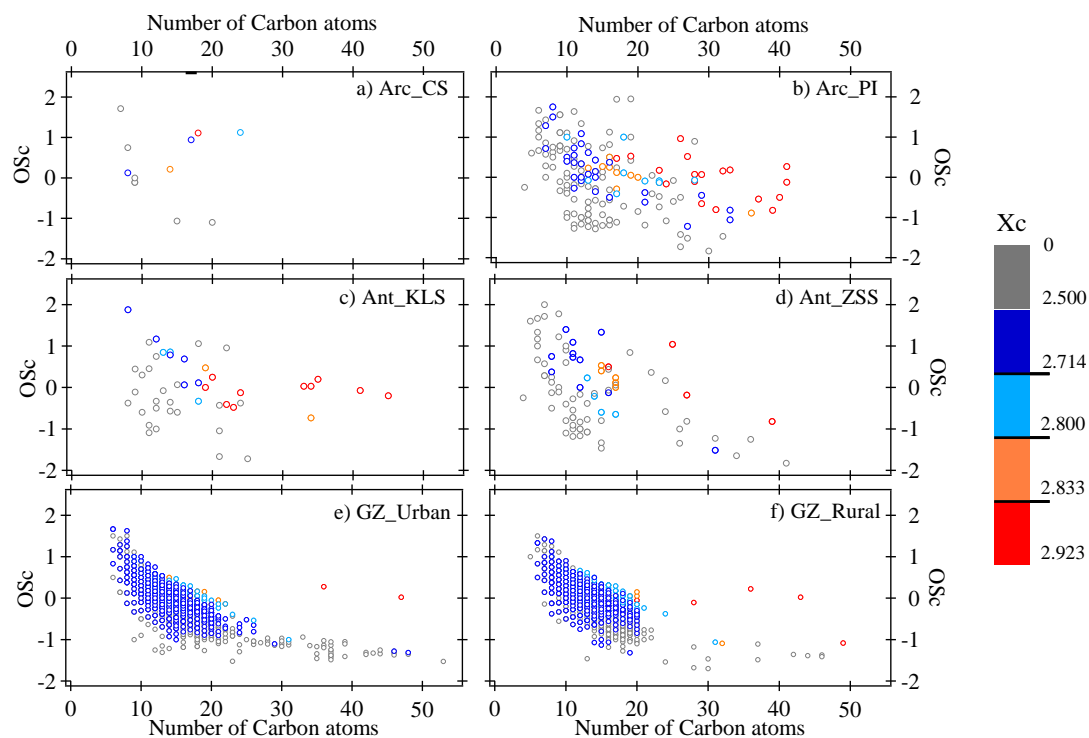 Number of Carbon atoms
Number of Carbon atoms
0 10 20 30 40 50
0 10 20 30 40 50
a) Arc_CS
b) Arc_PI
2
1
0
-1
-2
OSc
2
1
0
-1
-2
OSc
c) Ant_KLS
d) Ant_ZSS
2
1
0
-1
-2
OSc
2
1
0
-1
-2
OSc
e) GZ_Urban
f) GZ_Rural
2
1
0
-1
-2
OSc
2
1
0
-1
-2
OSc
0 10 20 30 40 50
0 10 20 30 40 50
Number of Carbon atoms
Number of Carbon atoms
Xc
0
2.500
2.714
2.800
2.833
2.923